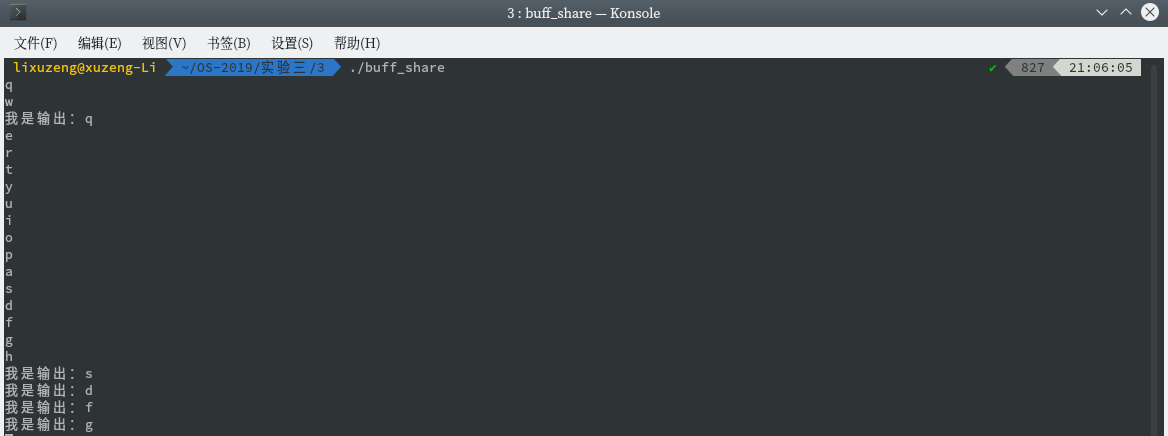 3 : buff_share — Konsole
文件(F) 编辑(E) 视图(V) 书签(B) 设置(S) 帮助(H)
lixuzeng@xuzeng-Li ~/OS-2019/实验三/3 ./buff_share ✔ 827 21:06:05
q
w
我是输出: q
e
r
t
y
u
i
o
p
a
s
d
f
g
h
我是输出: s
我是输出: d
我是输出: f
我是输出: g